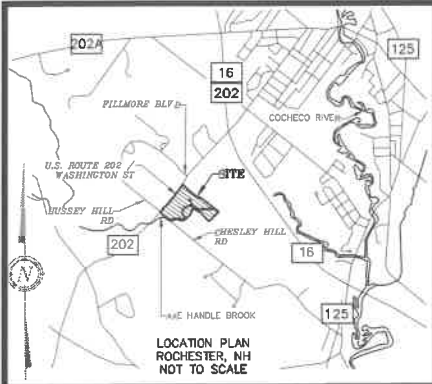 202A
125
16
202
FILLMORE BLVD
COCHECO RIVER
U.S. ROUTE 202
WASHINGTON ST
SITE
HUSSEY HILL
RD
CHESLEY HILL
RD
202
16
N
AXE HANDLE BROOK
125
LOCATION PLAN
ROCHESTER, NH
NOT TO SCALE